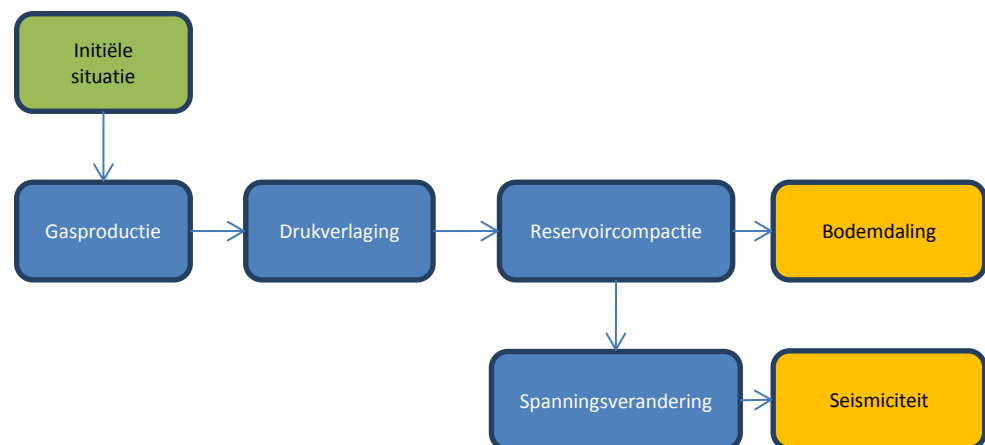 Initiële
situatie
Gasproductie
Drukverlaging
Reservoircompactie
Bodemdaling
Spanningsverandering
Seismiciteit